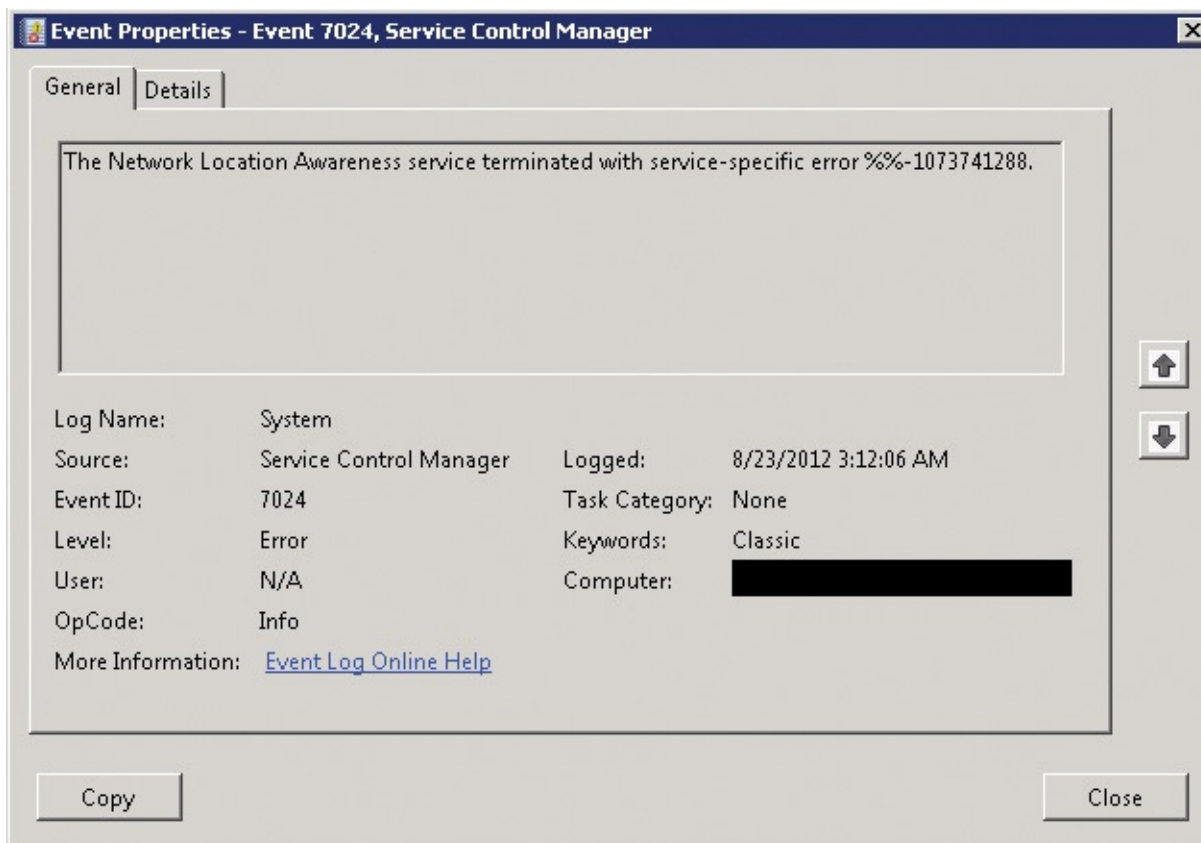 Event Properties - Event 7024, Service Control Manager
General Details
The Network Location Awareness service terminated with service-specific error %%-1073741288.
Log Name: System
Source: Service Control Manager Logged: 8/23/2012 3:12:06 AM
Event ID: 7024 Task Category: None
Level: Error Keywords: Classic
User: N/A Computer:
OpCode: Info
More Information: Event Log Online Help
Copy Close